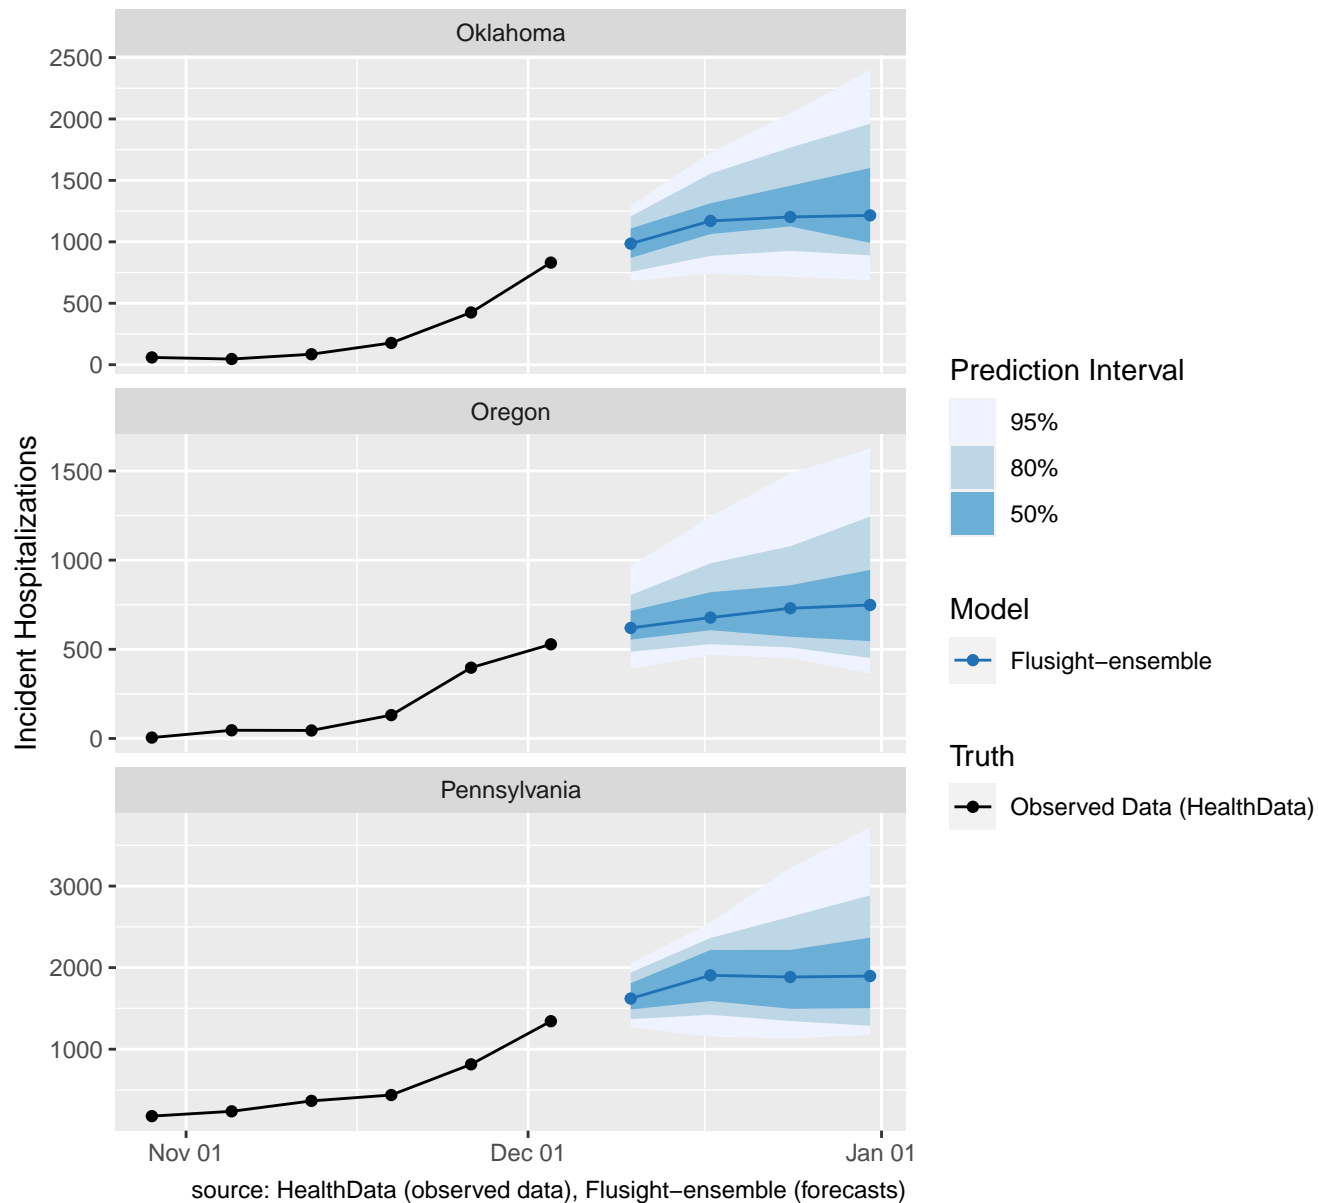 Oklahoma
2500
2000
1500
1000
500
0
Oregon
1500
1000
500
0
Pennsylvania
3000
2000
1000
Nov 01
Dec 01
Jan 01
Incident Hospitalizations
source: HealthData (observed data), Flusight−ensemble (forecasts)
Prediction Interval
95%
80%
50%
Model
Flusight−ensemble
Truth
Observed Data (HealthData)